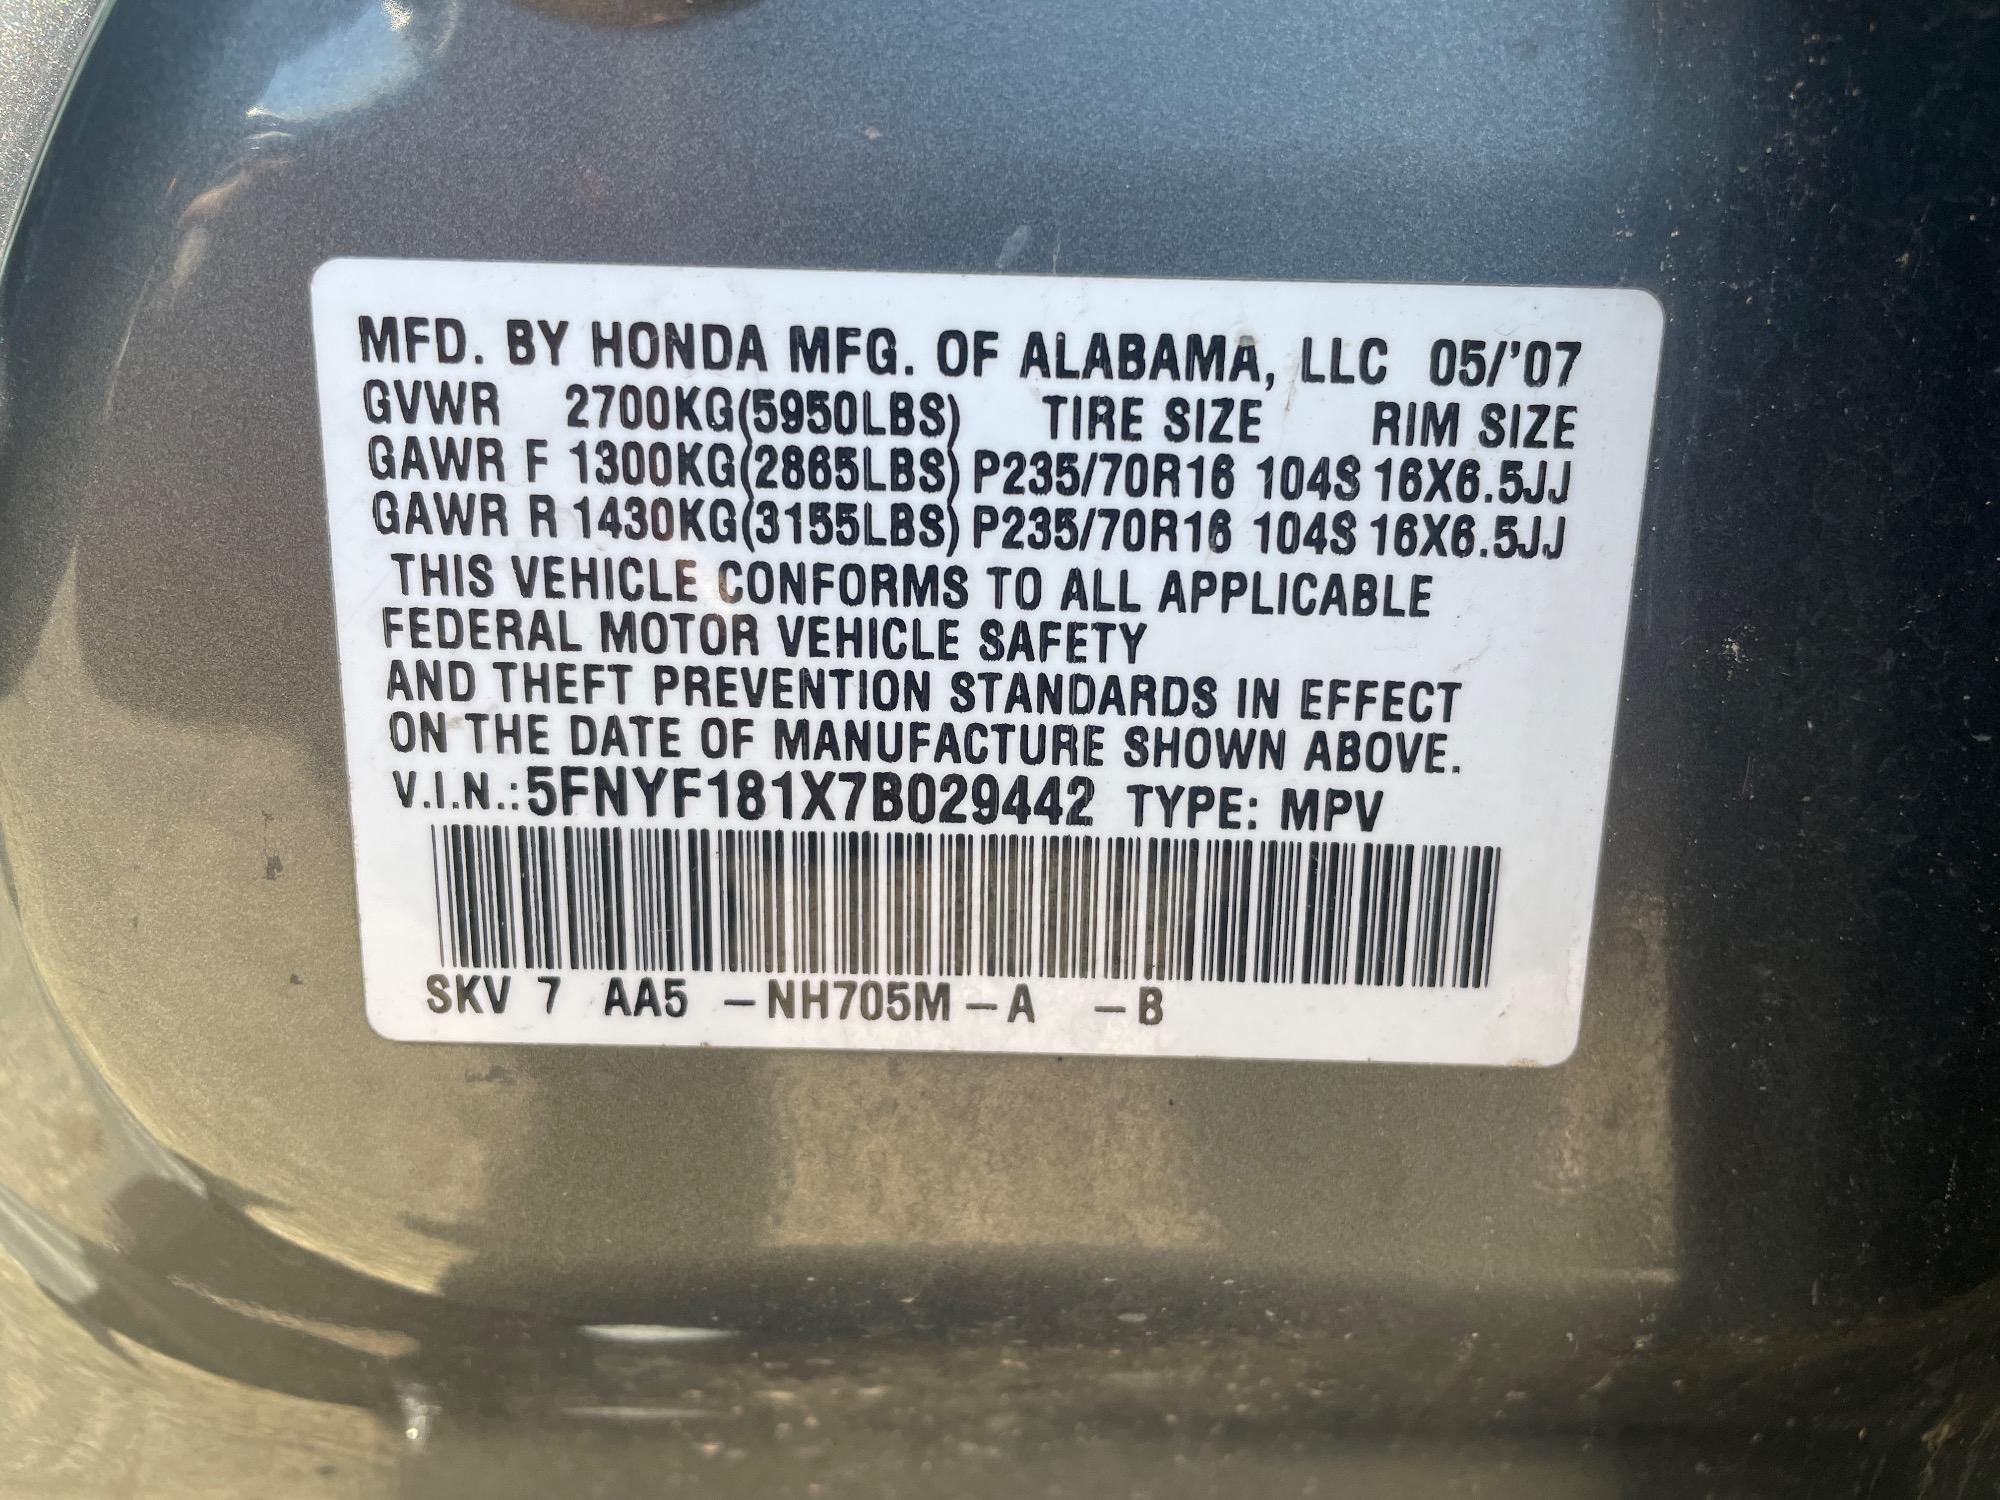 MFD. BY HONDA MFG. OF ALABAMA, LLC 05/'07
GVWR 2700KG(5950LBS) TIRE SIZE RIM SIZE
GAWR F 1300KG(2865LBS) P235/70R16 104S 16X6.5JJ
GAWR R 1430KG(3155LBS) P235/70R16 104S 16X6.5JJ
THIS VEHICLE CONFORMS TO ALL APPLICABLE
FEDERAL MOTOR VEHICLE SAFETY
AND THEFT PREVENTION STANDARDS IN EFFECT
ON THE DATE OF MANUFACTURE SHOWN ABOVE.
V.I.N.:5FNYF181X7B029442 TYPE: MPV
SKV 7 AA5 –NH705M –A –B